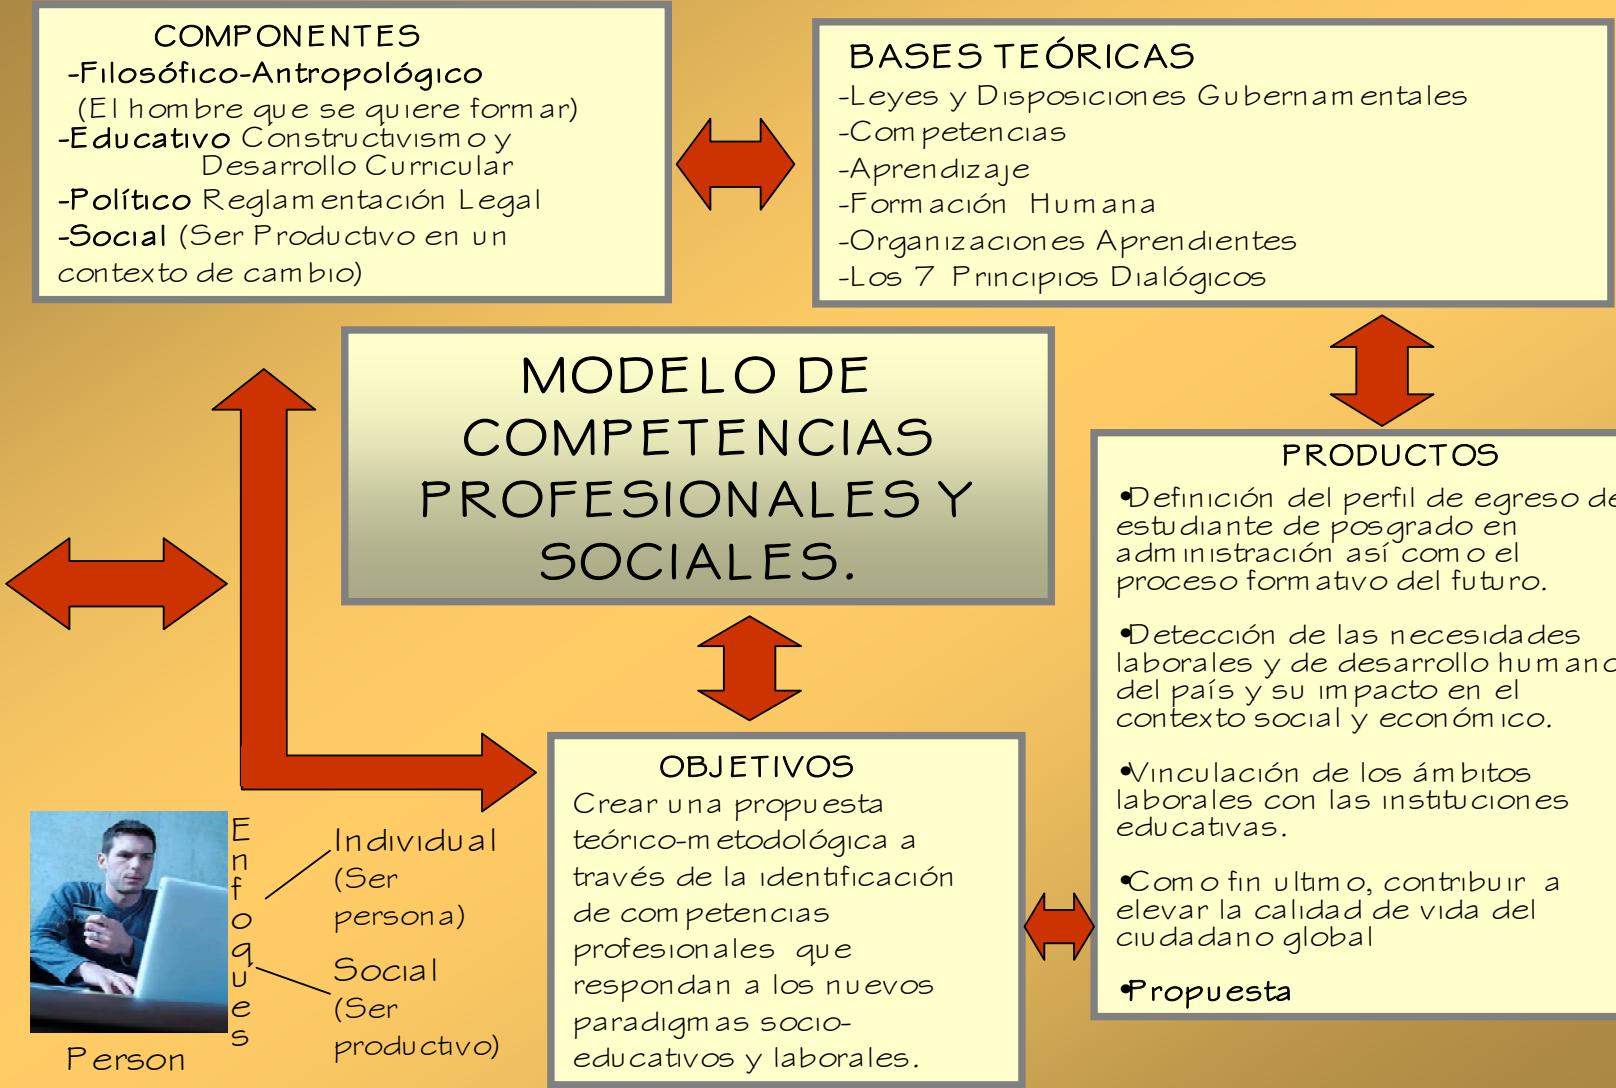 COMPONENTES
-Filosófico-Antropológico
(El hombre que se quiere formar)
-Educativo Constructivismo y
Desarrollo Curricular
-Político Reglamentación Legal
-Social (Ser Productivo en un
contexto de cambio)
BASES TEÓRICAS
-Leyes y Disposiciones Gubernamentales
-Competencias
-Aprendizaje
-Formación Humana
-Organizaciones Aprendientes
-Los 7 Principios Dialógicos
MODELO DE
COMPETENCIAS
PROFESIONALES Y
SOCIALES.
PRODUCTOS
•Definición del perfil de egreso de
estudiante de posgrado en
administración así como el
proceso formativo del futuro.
•Detección de las necesidades
laborales y de desarrollo humano
del país y su impacto en el
contexto social y económico.
•Vinculación de los ámbitos
laborales con las instituciones
educativas.
•Como fin ultimo, contribuir a
elevar la calidad de vida del
ciudadano global
•Propuesta
OBJETIVOS
Crear una propuesta
teórico-metodológica a
través de la identificación
de competencias
profesionales que
respondan a los nuevos
paradigmas socio-
educativos y laborales.
Enfoques
Individual
(Ser
persona)
Social
(Ser
productivo)
Person